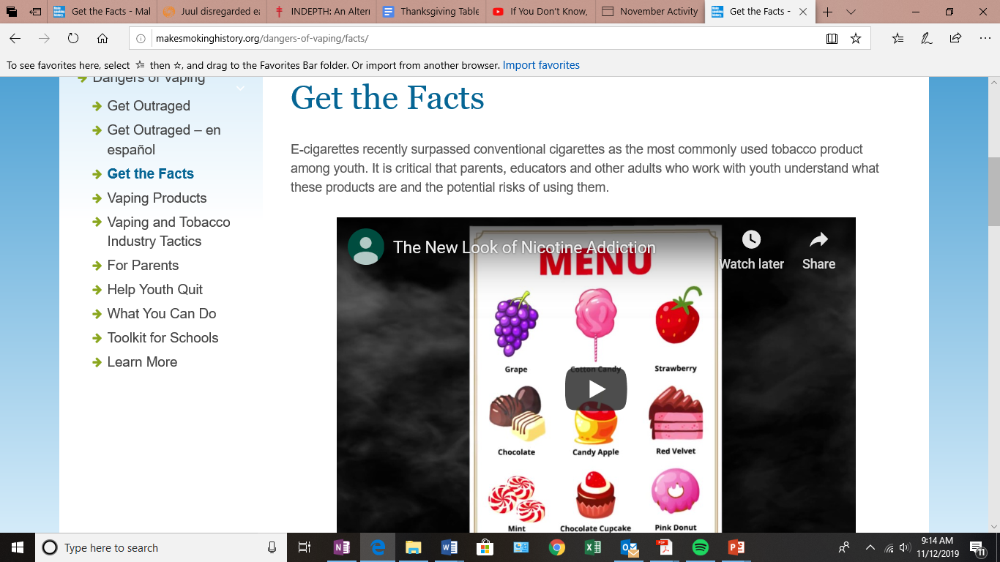 Get the Facts - Mal
Juul disregarded ea
INDEPTH: An Altern
Thanksgiving Table
If You Don't Know,
November Activity
Get the Facts -
makesmokinghistory.org/dangers-of-vaping/facts/
To see favorites here, select then ☆, and drag to the Favorites Bar folder. Or import from another browser. Import favorites
Dangers of Vaping
Get Outraged
Get Outraged – en
español
Get the Facts
Vaping Products
Vaping and Tobacco
Industry Tactics
For Parents
Help Youth Quit
What You Can Do
Toolkit for Schools
Learn More
Get the Facts
E-cigarettes recently surpassed conventional cigarettes as the most commonly used tobacco product
among youth. It is critical that parents, educators and other adults who work with youth understand what
these products are and the potential risks of using them.
The New Look of Nicotine Addiction
Watch later
Share
MENU
Grape
Cotton Candy
Strawberry
Chocolate
Candy Apple
Red Velvet
Mint
Chocolate Cupcake
Pink Donut
Type here to search
9:14 AM
11/12/2019
11